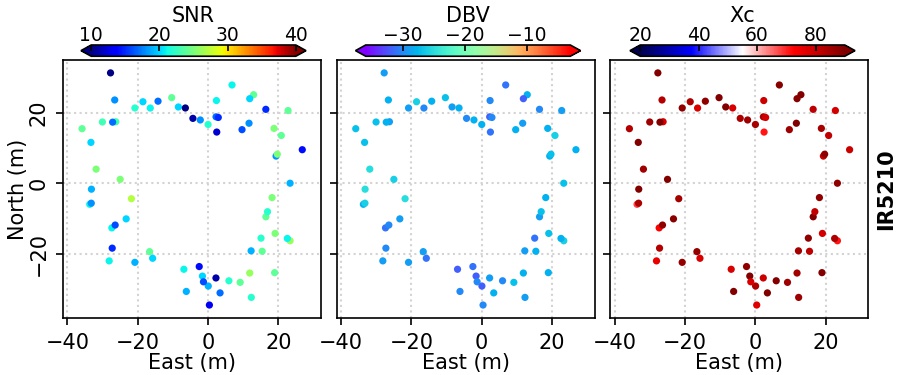 SNR DBV Xc
10 20 30 40 −30 −20 −10 20 40 60 80
20
0
−20
North (m)
IR5210
−40 −20 0 20 −40 −20 0 20 −40 −20 0 20
East (m) East (m) East (m)